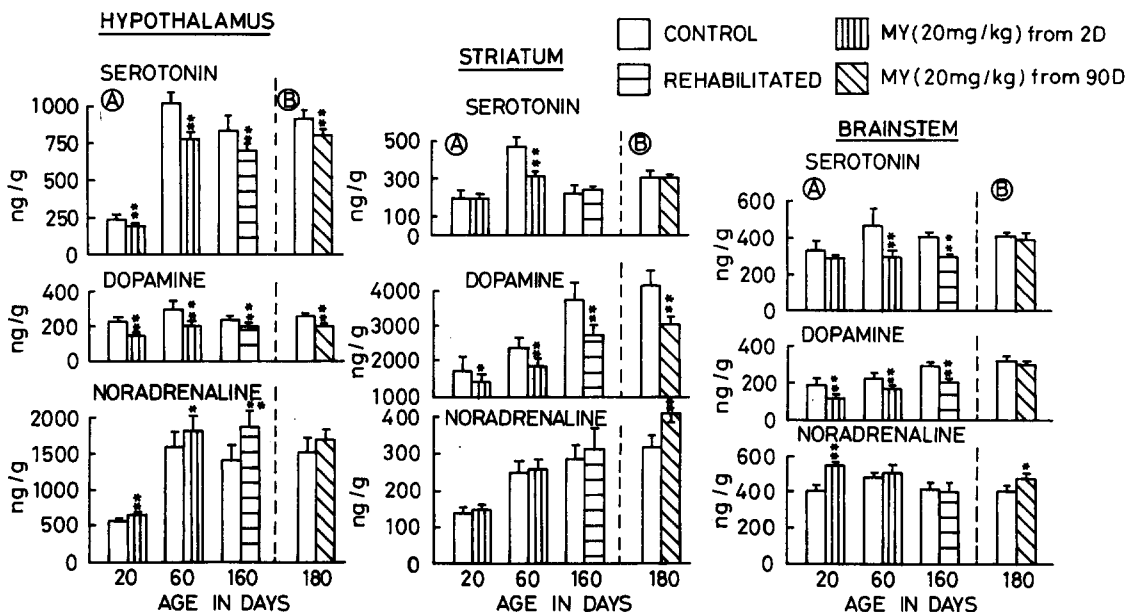 HYPOTHALAMUS
SEROTONIN
A
B
ng/g
1000
750
500
250
0
**
**
**
**
DOPAMINE
ng/g
400
200
0
**
**
**
*
NORADRENALINE
ng/g
2000
1500
1000
500
0
**
*
**
20 60 160 180
AGE IN DAYS
STRIATUM
SEROTONIN
A
B
ng/g
500
300
100
0
**
DOPAMINE
ng/g
4000
3000
2000
1000
*
**
**
**
NORADRENALINE
ng/g
400
300
200
100
0
**
20 60 160 180
AGE IN DAYS
CONTROL
REHABILITATED
MY(20mg/kg) from 2D
MY(20mg/kg) from 90D
BRAINSTEM
SEROTONIN
A
B
ng/g
600
400
200
0
**
**
DOPAMINE
ng/g
400
200
0
**
**
**
NORADRENALINE
ng/g
600
400
200
0
**
*
20 60 160 180
AGE IN DAYS